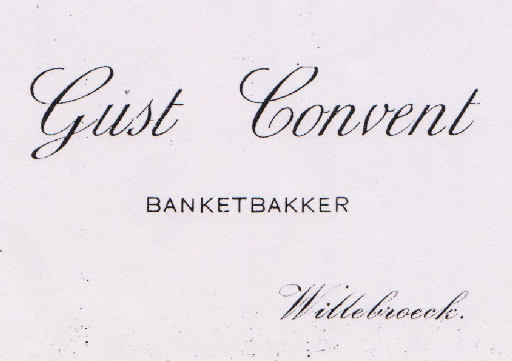 Gust Convent
BANKETBAKKER
Willebroeck.